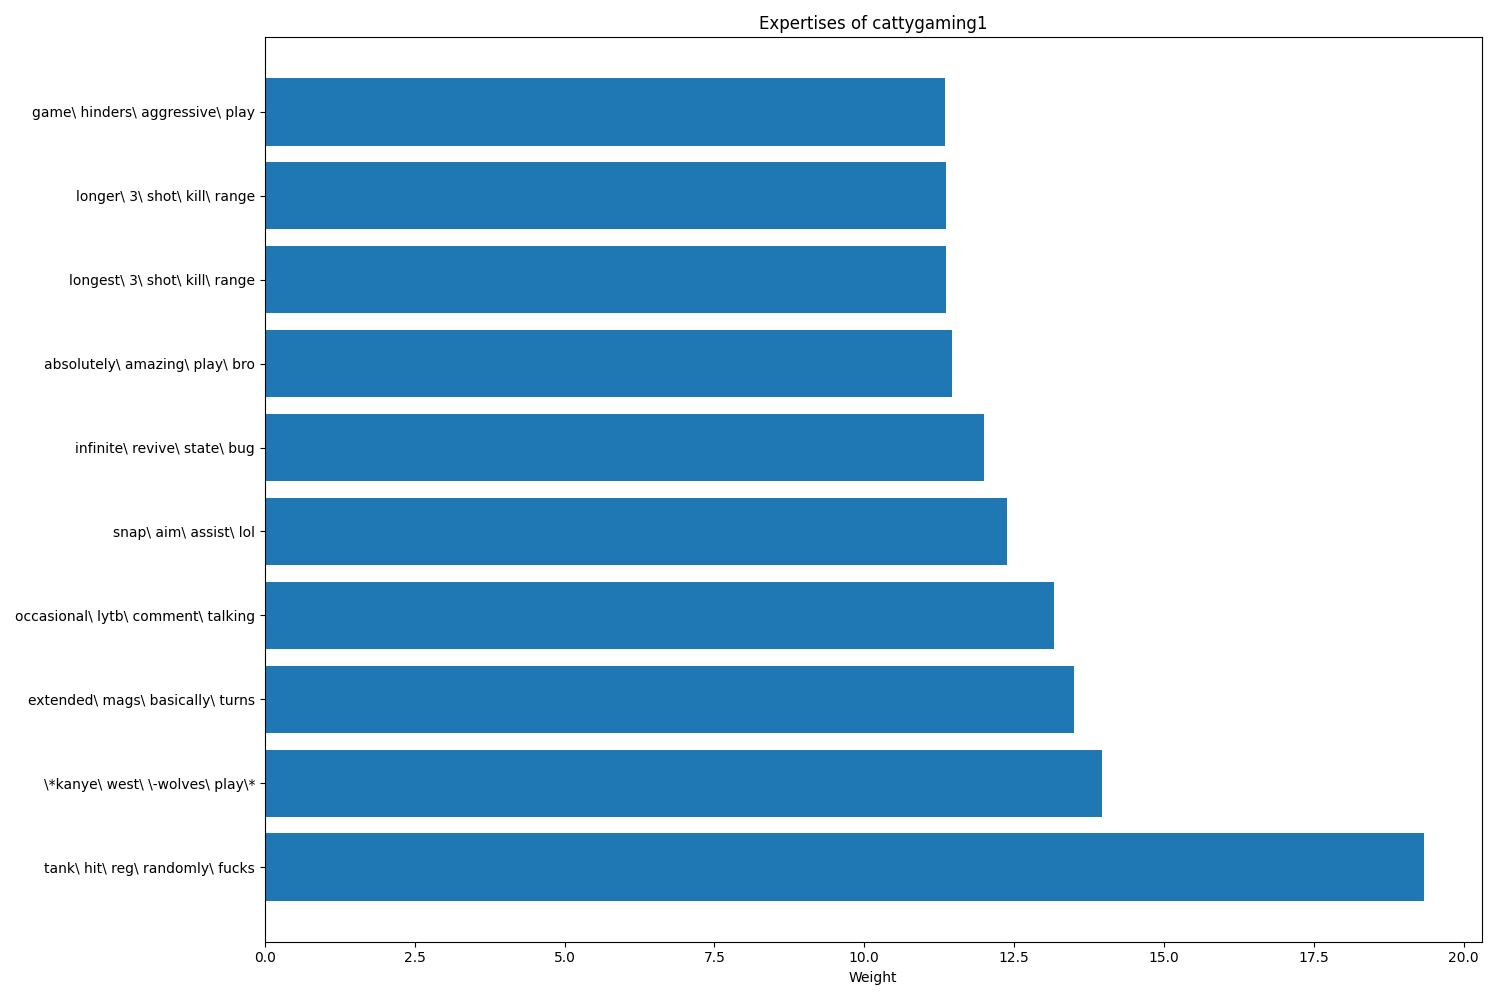 Expertises of cattygaming1
game\ hinders\ aggressive\ play
longer\ 3\ shot\ kill\ range
longest\ 3\ shot\ kill\ range
absolutely\ amazing\ play\ bro
infinite\ revive\ state\ bug
snap\ aim\ assist\ lol
occasional\ lytb\ comment\ talking
extended\ mags\ basically\ turns
\*kanye\ west\ \-wolves\ play\*
tank\ hit\ reg\ randomly\ fucks
0.0 2.5 5.0 7.5 10.0 12.5 15.0 17.5 20.0
Weight